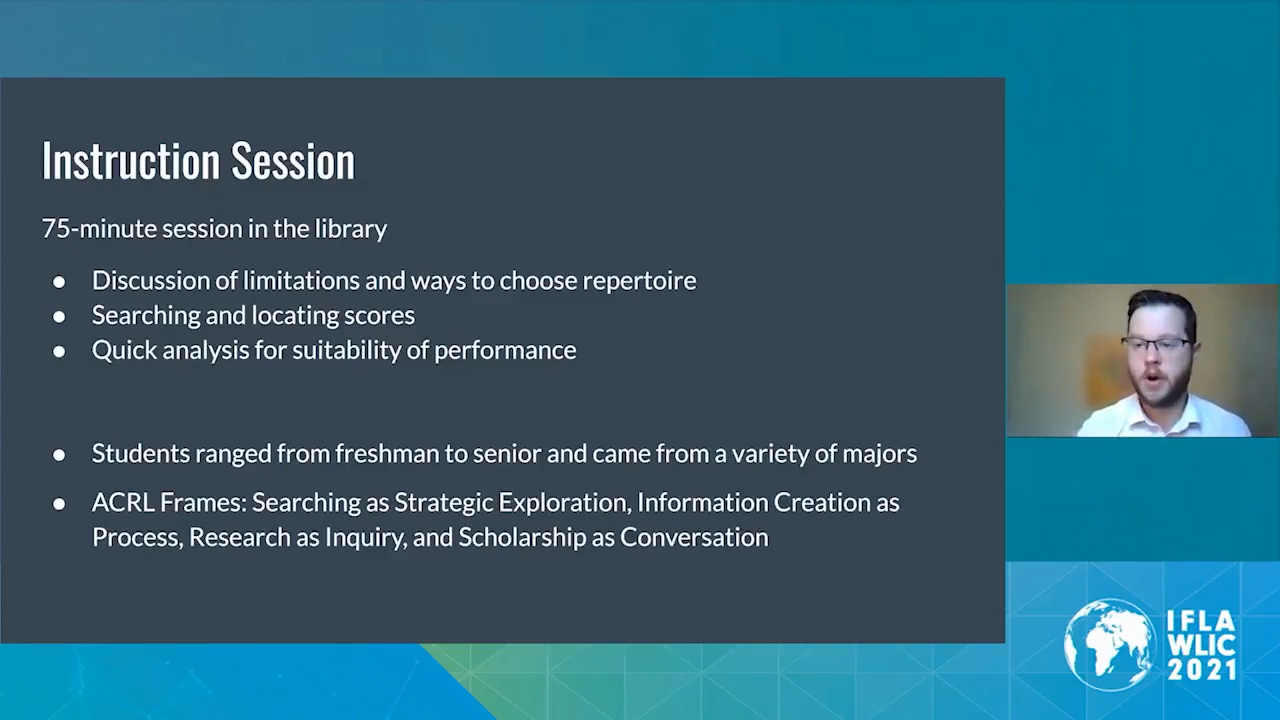 Instruction Session
75-minute session in the library
● Discussion of limitations and ways to choose repertoire
● Searching and locating scores
● Quick analysis for suitability of performance
● Students ranged from freshman to senior and came from a variety of majors
● ACRL Frames: Searching as Strategic Exploration, Information Creation as
Process, Research as Inquiry, and Scholarship as Conversation
IFLA
WLIC
2021